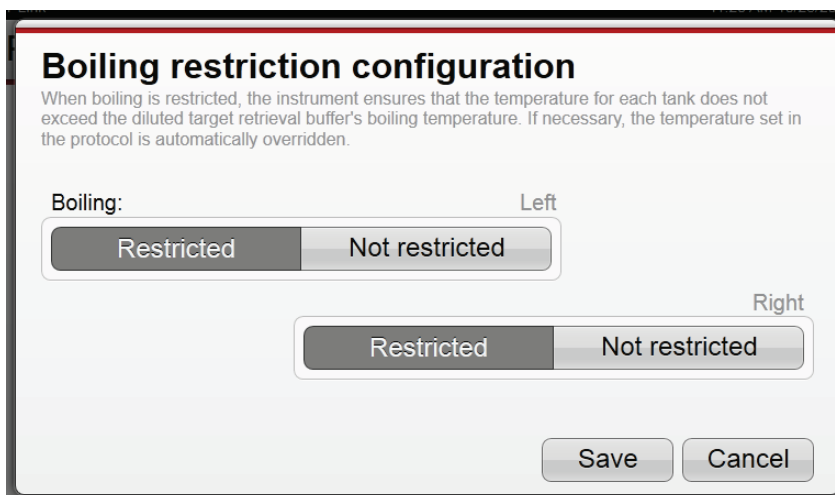 Boiling restriction configuration
When boiling is restricted, the instrument ensures that the temperature for each tank does not
exceed the diluted target retrieval buffer's boiling temperature. If necessary, the temperature set in
the protocol is automatically overridden.
Boiling: Left
Restricted Not restricted
Right
Restricted Not restricted
Save Cancel